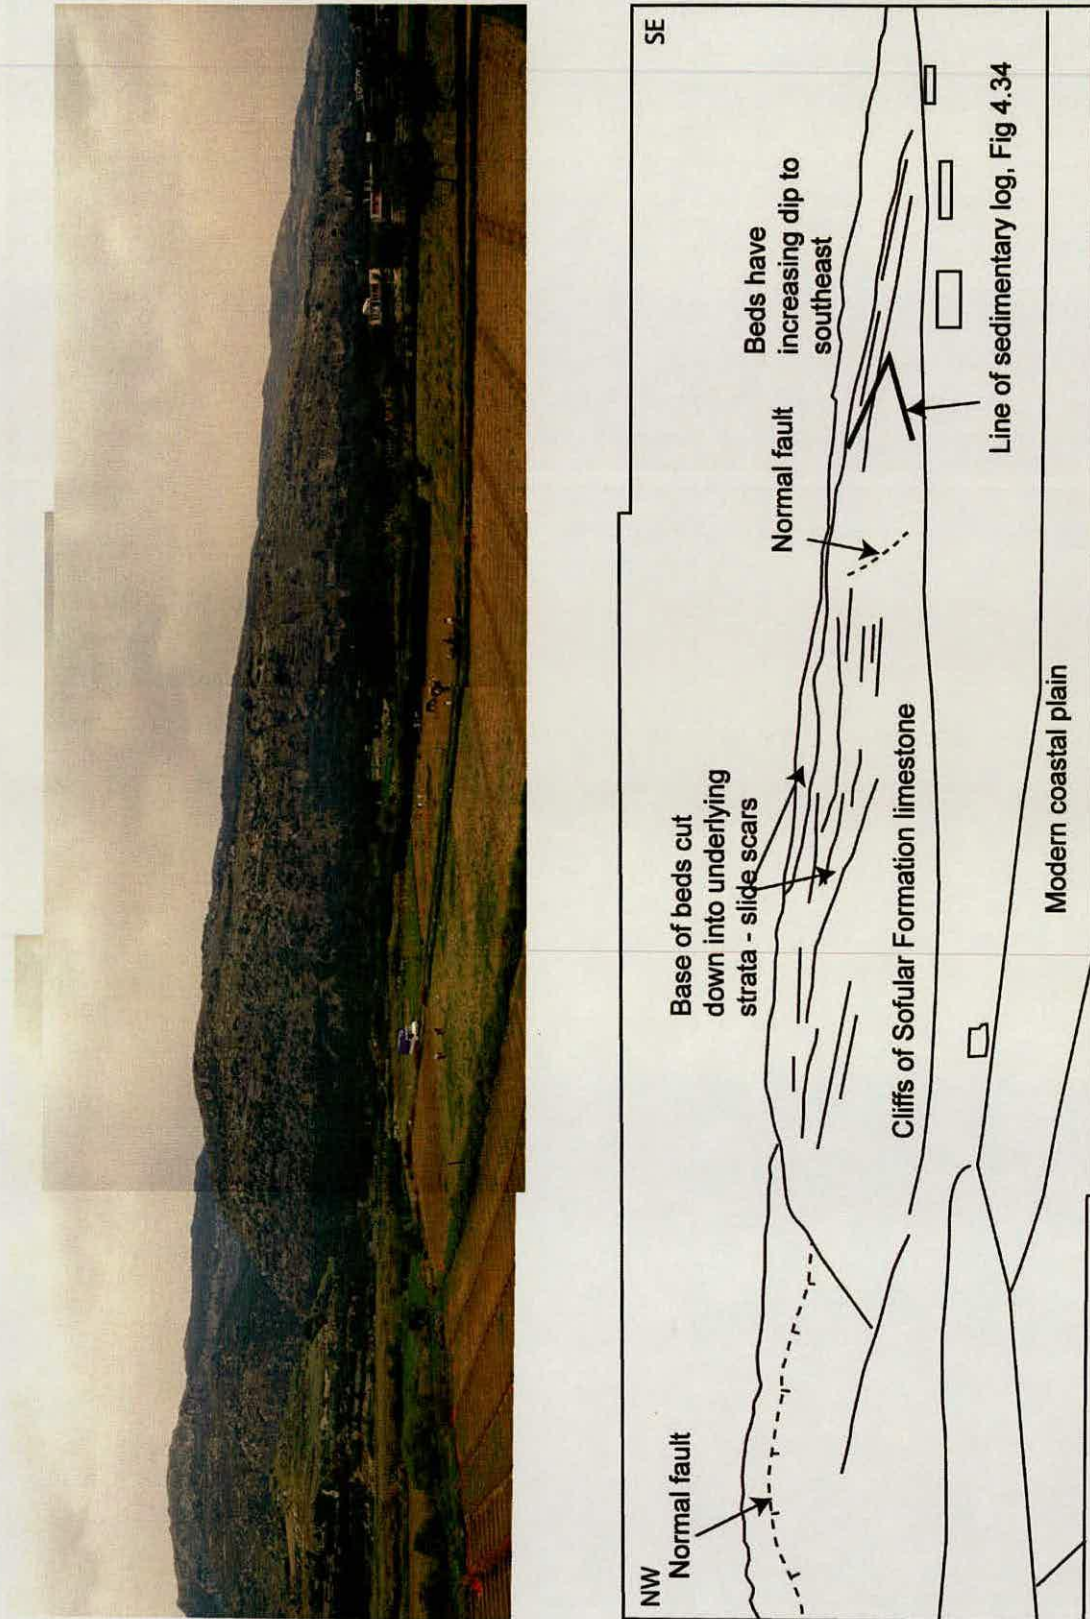 NW
SE
Normal fault
Base of beds cut
down into underlying
strata - slide scars
Normal fault
Beds have
increasing dip to
southeast
Cliffs of Sofular Formation limestone
Line of sedimentary log, Fig 4.34
Modern coastal plain